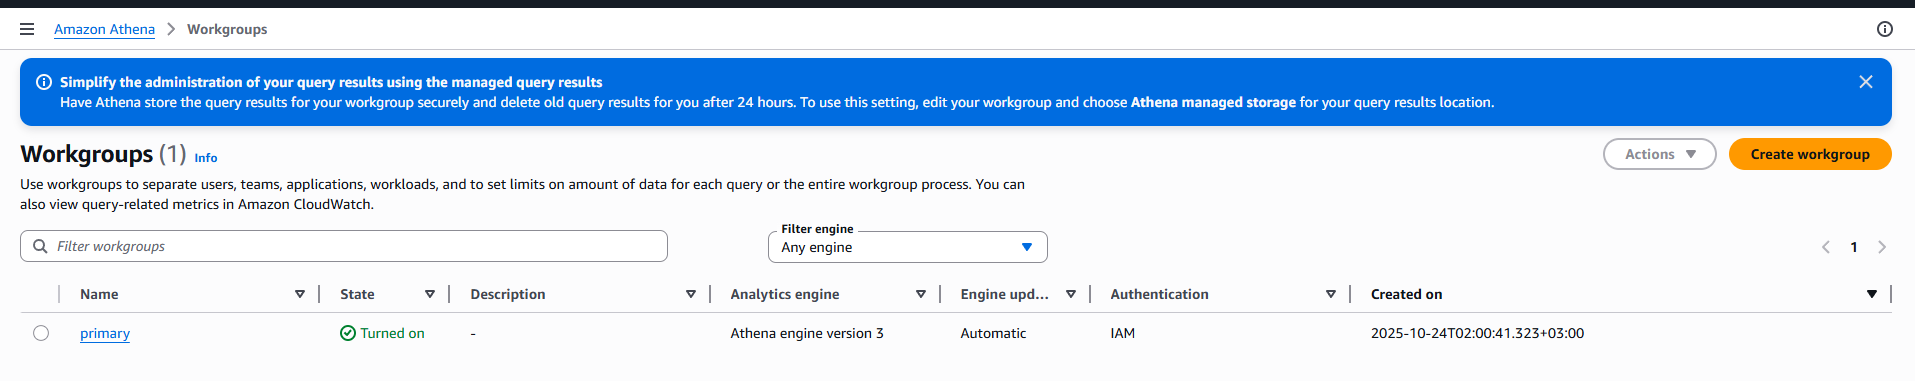 Amazon Athena > Workgroups
Simplify the administration of your query results using the managed query results
Have Athena store the query results for your workgroup securely and delete old query results for you after 24 hours. To use this setting, edit your workgroup and choose Athena managed storage for your query results location.
Workgroups (1) Info
Actions
Create workgroup
Use workgroups to separate users, teams, applications, workloads, and to set limits on amount of data for each query or the entire workgroup process. You can
also view query-related metrics in Amazon CloudWatch.
Filter workgroups
Filter engine
Any engine
1
Name State Description Analytics engine Engine upd... Authentication Created on
primary Turned on - Athena engine version 3 Automatic IAM 2025-10-24T02:00:41.323+03:00